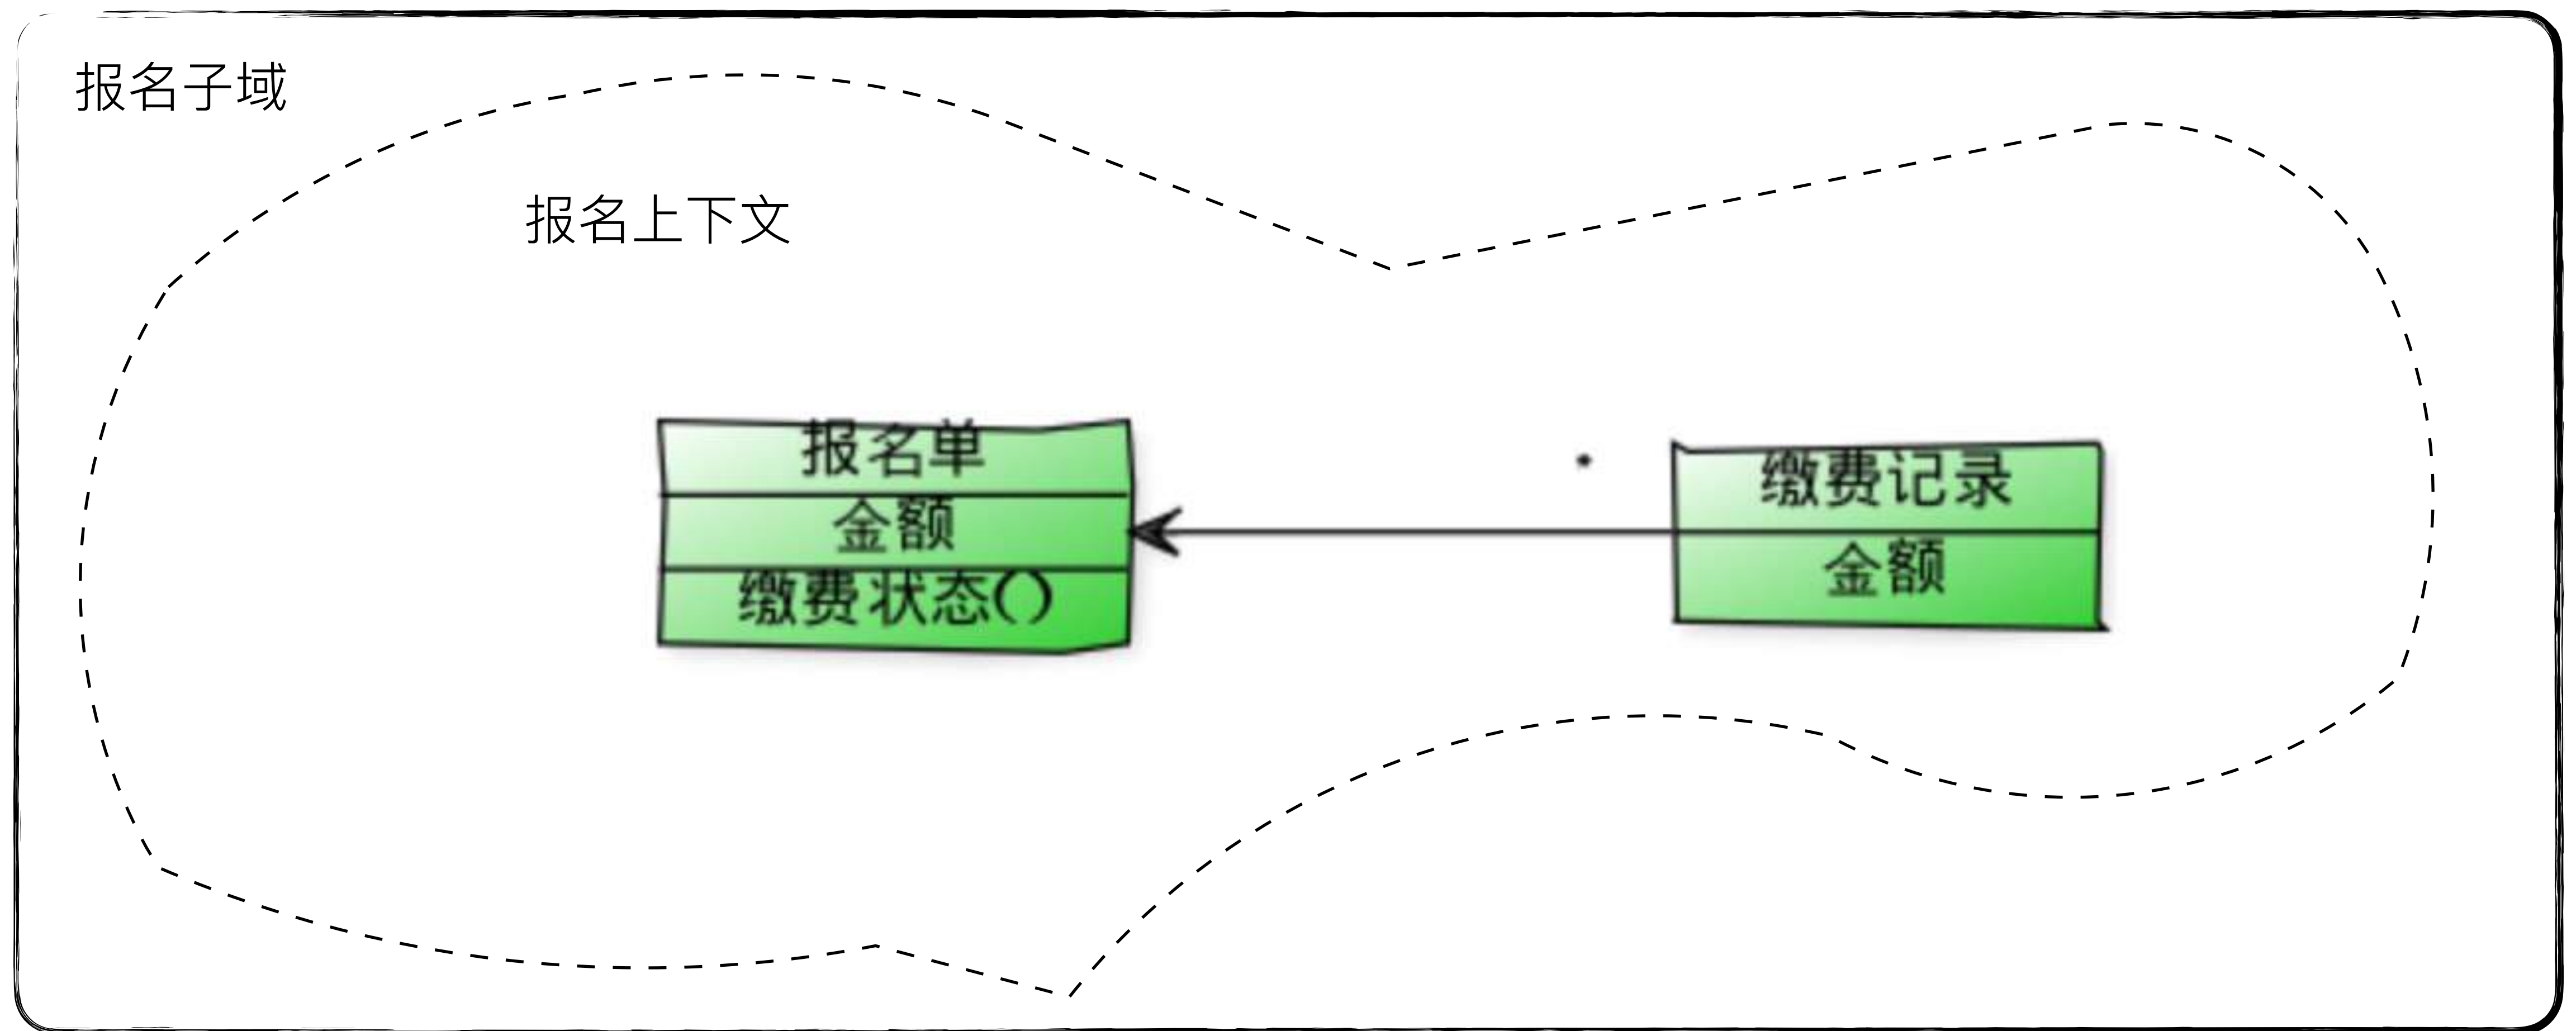 报名子域
报名上下文
报名单
金额
缴费状态()
*
缴费记录
金额